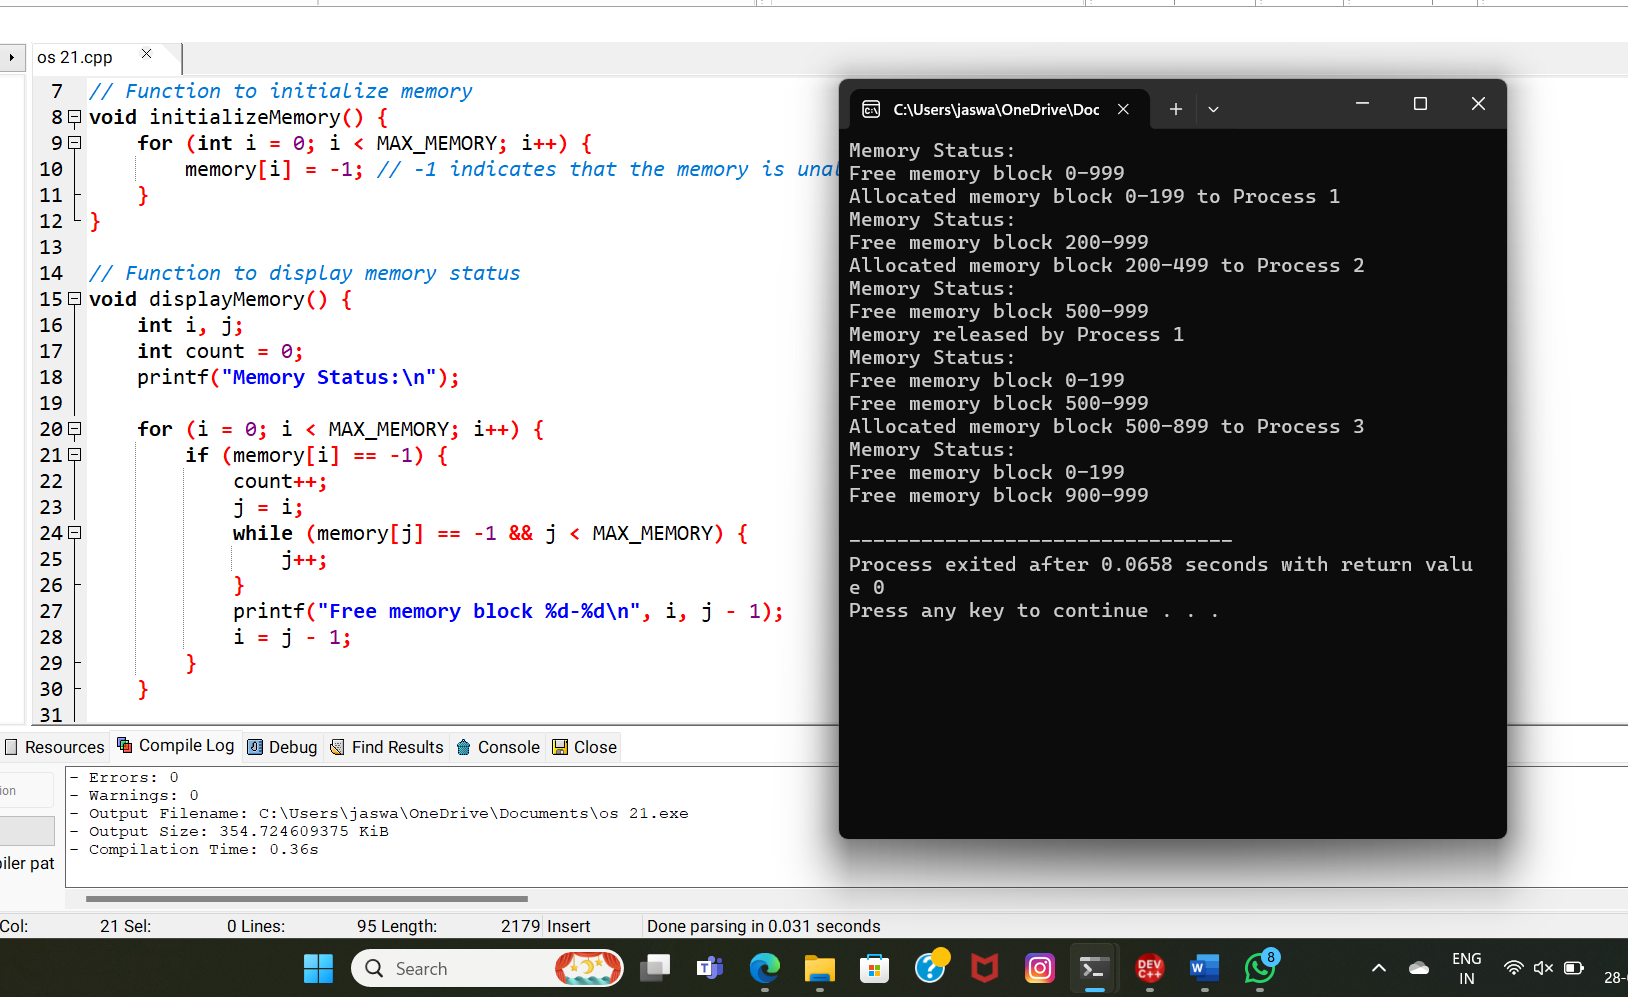 os 21.cpp
7 // Function to initialize memory
8 void initializeMemory() {
9 for (int i = 0; i < MAX_MEMORY; i++) {
10 memory[i] = -1; // -1 indicates that the memory is unal
11 }
12 }
13
14 // Function to display memory status
15 void displayMemory() {
16 int i, j;
17 int count = 0;
18 printf("Memory Status:\n");
19
20 for (i = 0; i < MAX_MEMORY; i++) {
21 if (memory[i] == -1) {
22 count++;
23 j = i;
24 while (memory[j] == -1 && j < MAX_MEMORY) {
25 j++;
26 }
27 printf("Free memory block %d-%d\n", i, j - 1);
28 i = j - 1;
29 }
30 }
31
C:\Users\jaswa\OneDrive\Doc
Memory Status:
Free memory block 0-999
Allocated memory block 0-199 to Process 1
Memory Status:
Free memory block 200-999
Allocated memory block 200-499 to Process 2
Memory Status:
Free memory block 500-999
Memory released by Process 1
Memory Status:
Free memory block 0-199
Free memory block 500-999
Allocated memory block 500-899 to Process 3
Memory Status:
Free memory block 0-199
Free memory block 900-999
--------------------------------
Process exited after 0.0658 seconds with return valu
e 0
Press any key to continue . . .
Resources Compile Log Debug Find Results Console Close
ion
piler pat
- Errors: 0
- Warnings: 0
- Output Filename: C:\Users\jaswa\OneDrive\Documents\os 21.exe
- Output Size: 354.724609375 KiB
- Compilation Time: 0.36s
Col: 21 Sel: 0 Lines: 95 Length: 2179 Insert Done parsing in 0.031 seconds
Search
DEV
C++
W
8
ENG
IN
28-